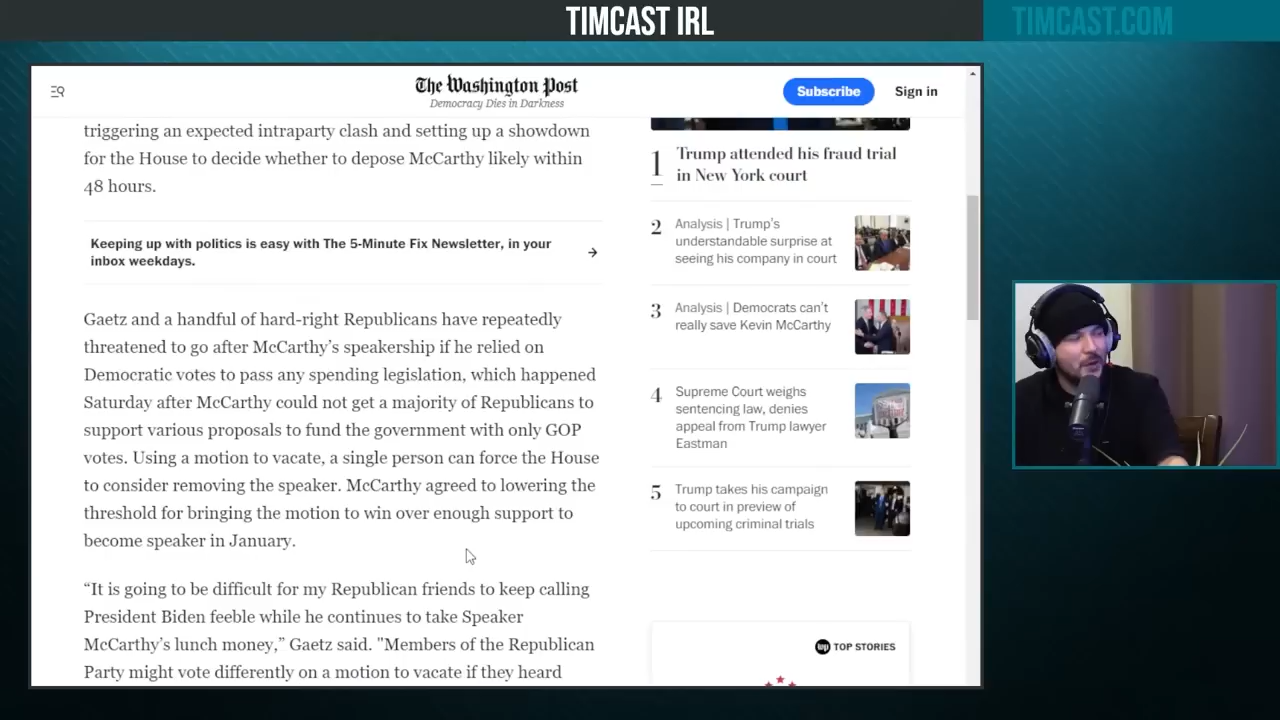 TIMCAST IRL
TIMCAST.COM
The Washington Post
Democracy Dies in Darkness
Subscribe
Sign in
triggering an expected intraparty clash and setting up a showdown
for the House to decide whether to depose McCarthy likely within
48 hours.
Keeping up with politics is easy with The 5-Minute Fix Newsletter, in your
inbox weekdays.
Gaetz and a handful of hard-right Republicans have repeatedly
threatened to go after McCarthy’s speakership if he relied on
Democratic votes to pass any spending legislation, which happened
Saturday after McCarthy could not get a majority of Republicans to
support various proposals to fund the government with only GOP
votes. Using a motion to vacate, a single person can force the House
to consider removing the speaker. McCarthy agreed to lowering the
threshold for bringing the motion to win over enough support to
become speaker in January.
“It is going to be difficult for my Republican friends to keep calling
President Biden feeble while he continues to take Speaker
McCarthy’s lunch money,” Gaetz said. "Members of the Republican
Party might vote differently on a motion to vacate if they heard
1
Trump attended his fraud trial
in New York court
2
Analysis | Trump’s
understandable surprise at
seeing his company in court
3
Analysis | Democrats can’t
really save Kevin McCarthy
4
Supreme Court weighs
sentencing law, denies
appeal from Trump lawyer
Eastman
5
Trump takes his campaign
to court in preview of
upcoming criminal trials
wp TOP STORIES